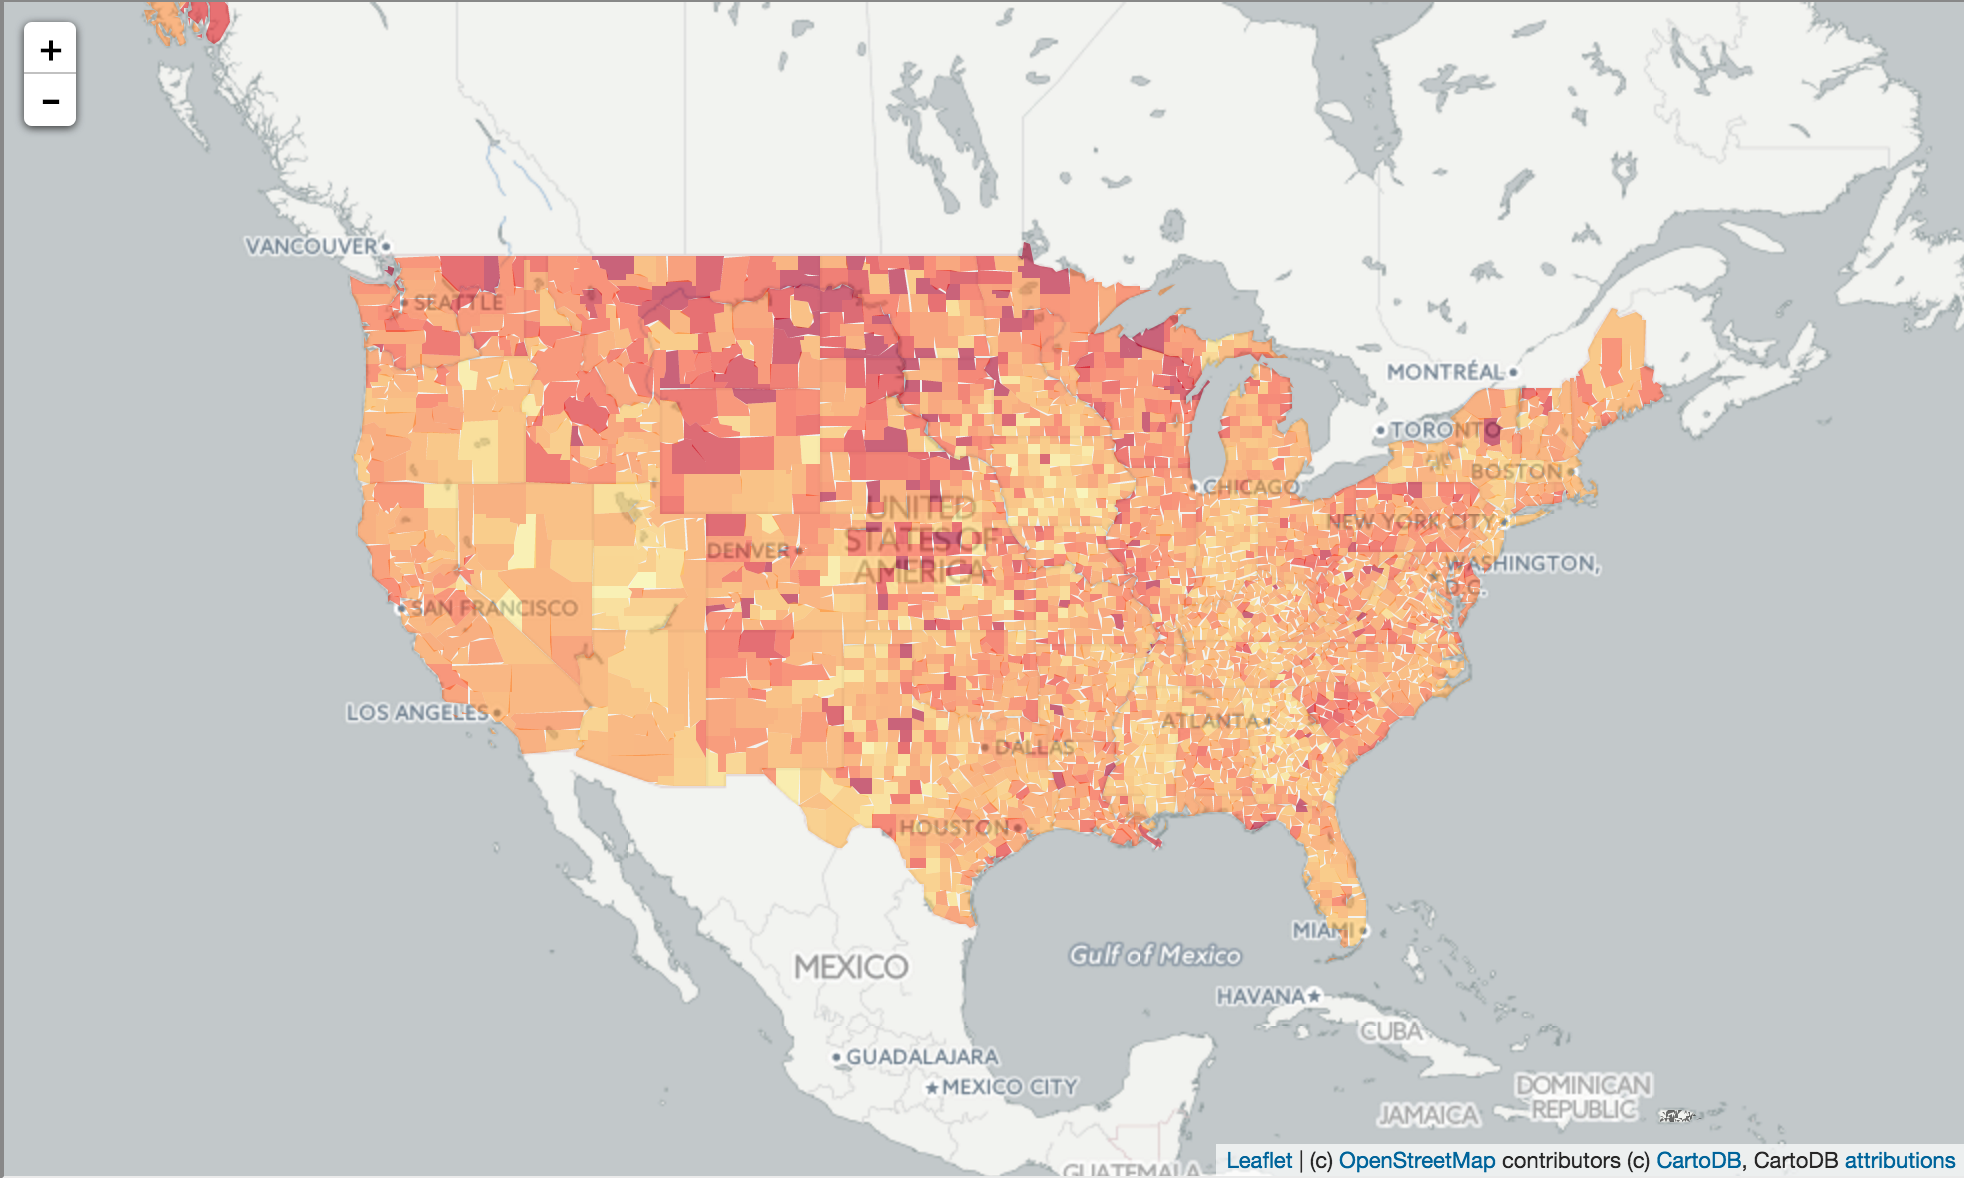 +
−
VANCOUVER
SEATTLE
MONTRÉAL
TORONTO
BOSTON
CHICAGO
NEW YORK CITY
UNITED
STATES OF
AMERICA
DENVER
WASHINGTON,
D.C.
SAN FRANCISCO
LOS ANGELES
ATLANTA
DALLAS
HOUSTON
MIAMI
Gulf of Mexico
MEXICO
HAVANA
CUBA
GUADALAJARA
MEXICO CITY
DOMINICAN
REPUBLIC
JAMAICA
GUATEMALA
Leaflet | (c) OpenStreetMap contributors (c) CartoDB, CartoDB attributions